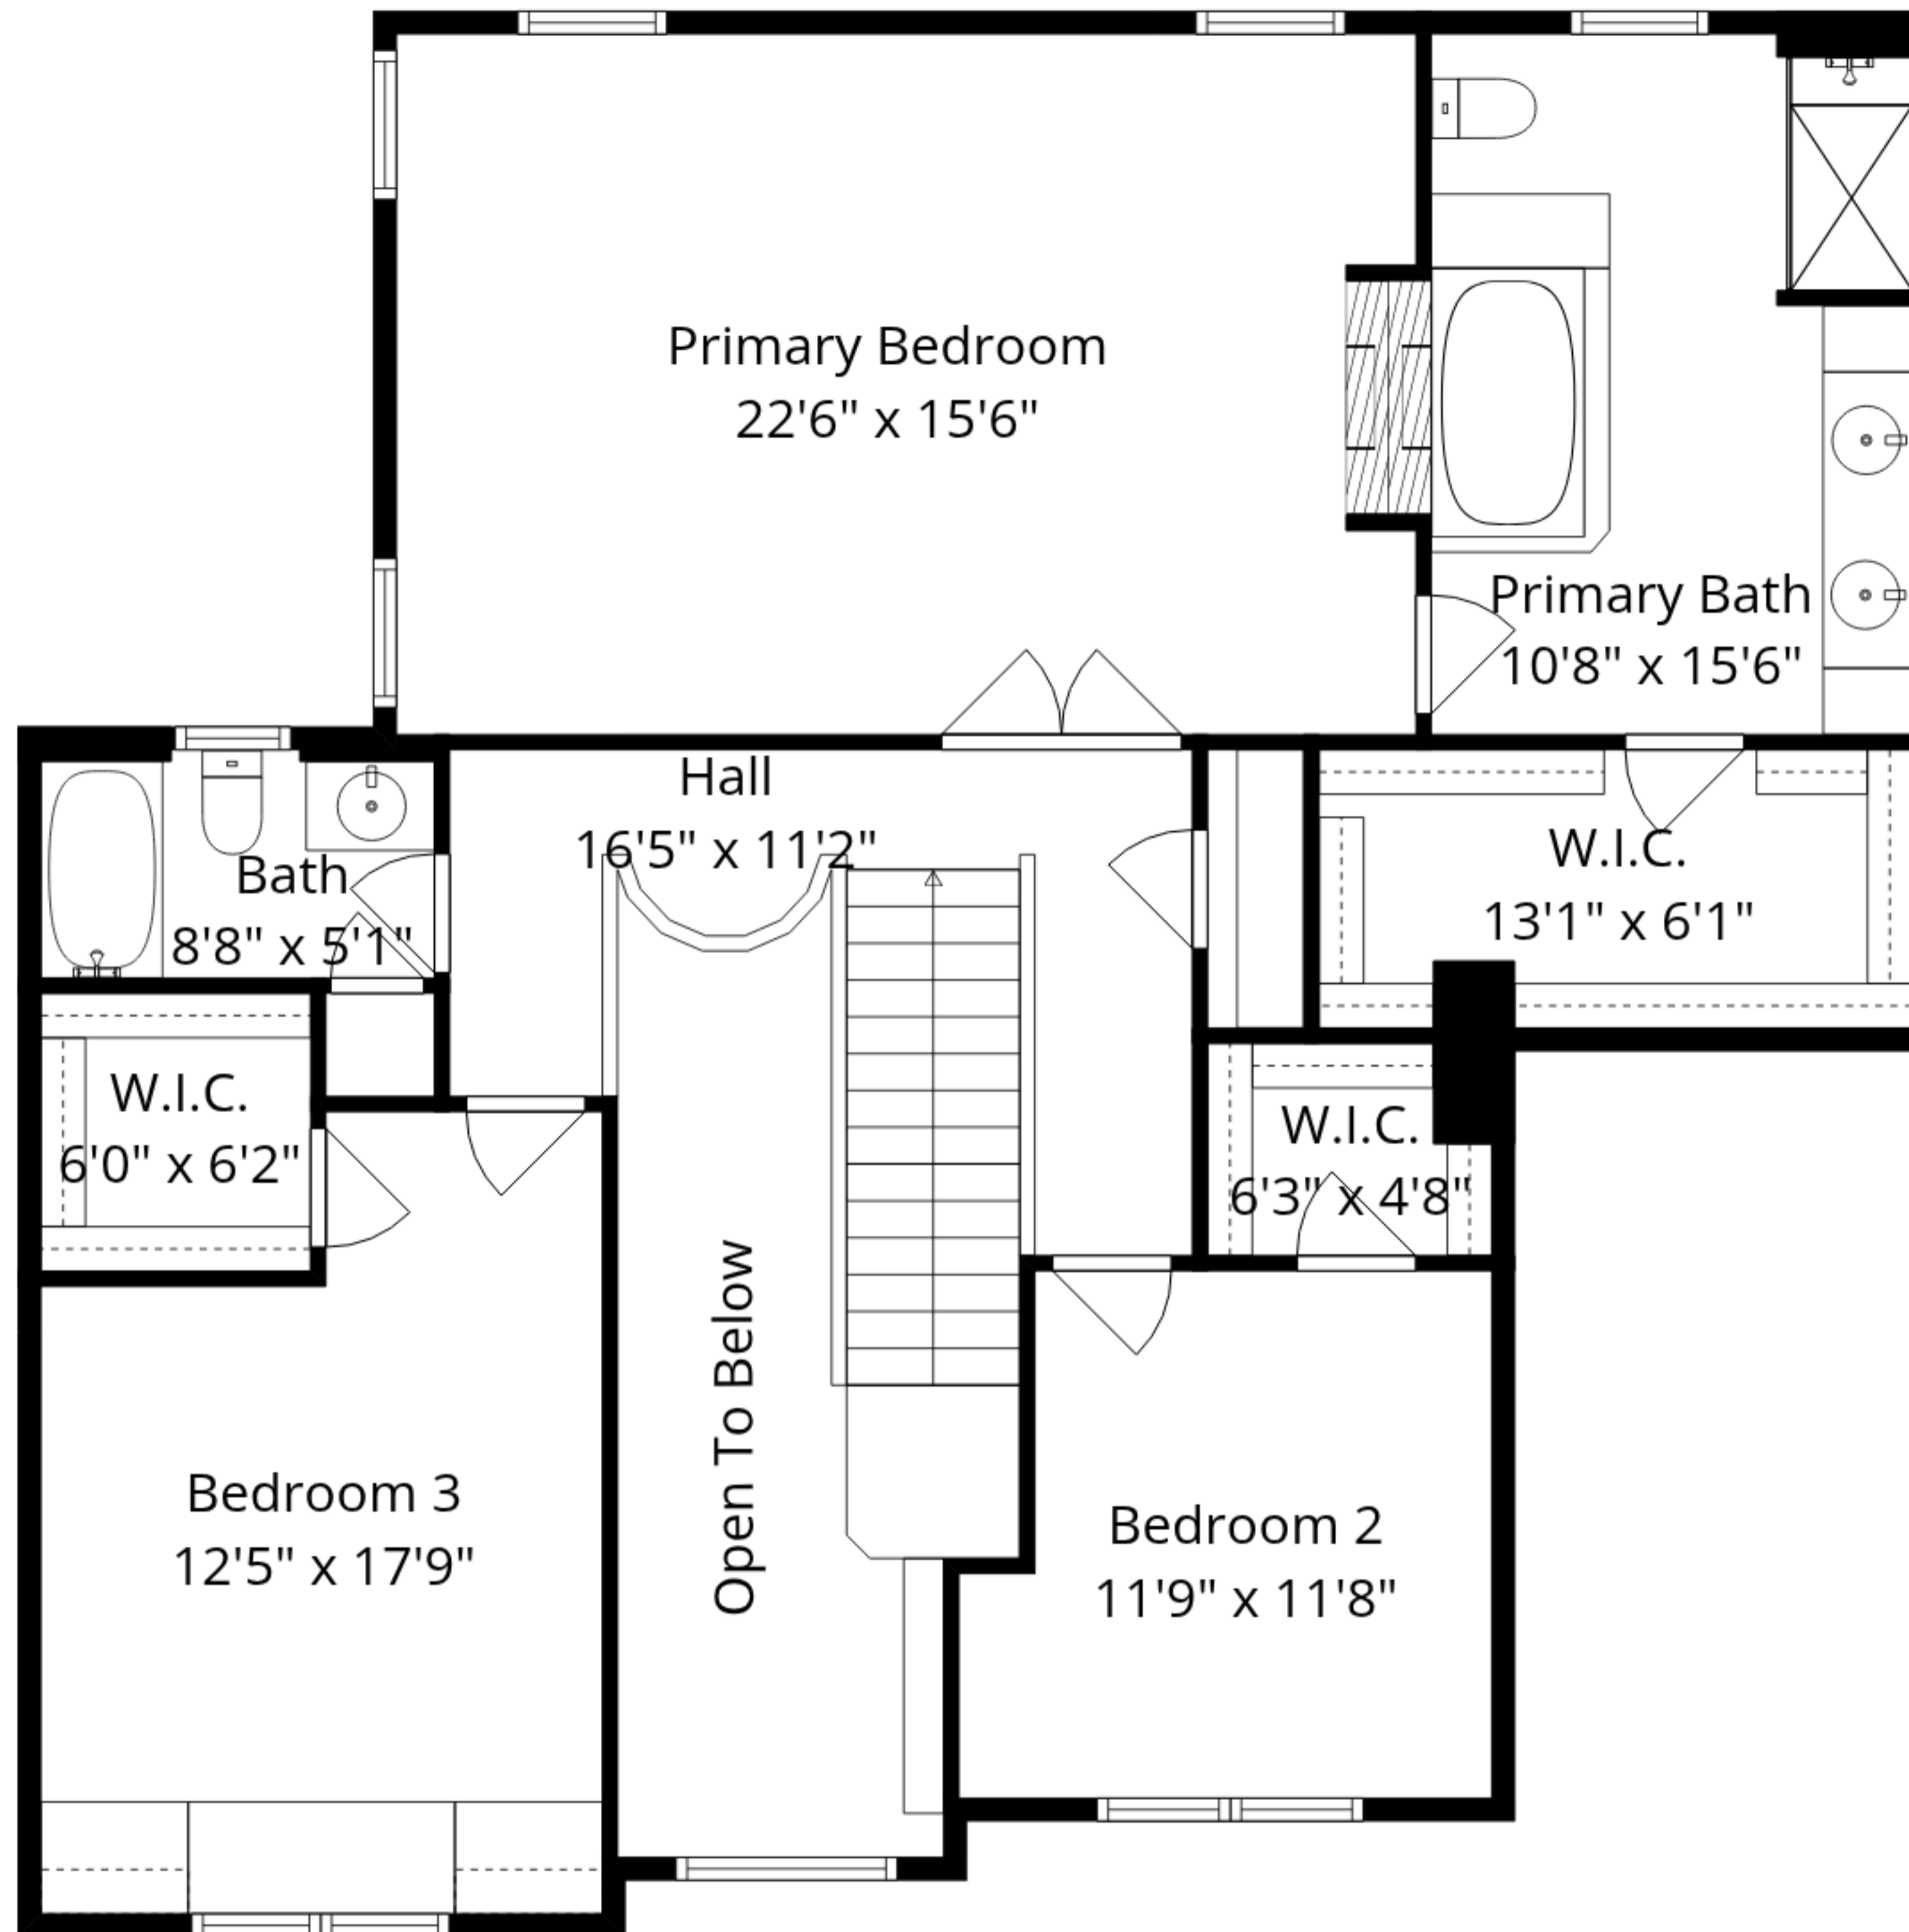 Primary Bedroom
22'6" x 15'6"
Primary Bath
10'8" x 15'6"
Hall
16'5" x 11'2"
Bath
8'8" x 5'1"
W.I.C.
13'1" x 6'1"
W.I.C.
6'0" x 6'2"
W.I.C.
6'3" x 4'8"
Open To Below
Bedroom 3
12'5" x 17'9"
Bedroom 2
11'9" x 11'8"